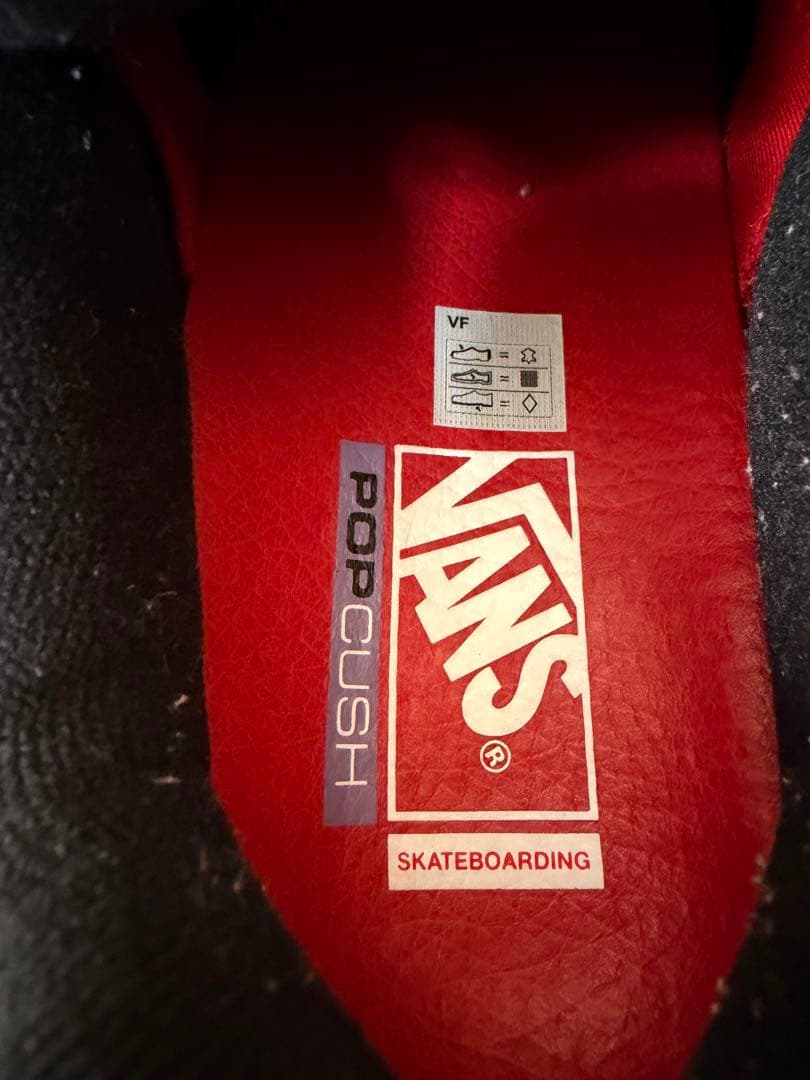 VF
=
=
=
VANS
®
POPCUSH
SKATEBOARDING